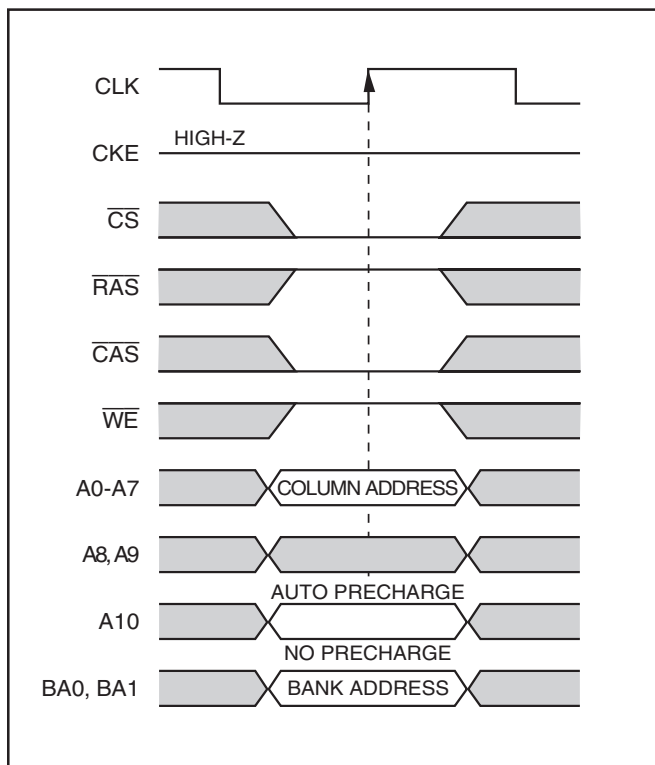 CLK
HIGH-Z
CKE
CS
RAS
CAS
WE
A0-A7 COLUMN ADDRESS
A8, A9
AUTO PRECHARGE
A10
NO PRECHARGE
BA0, BA1 BANK ADDRESS